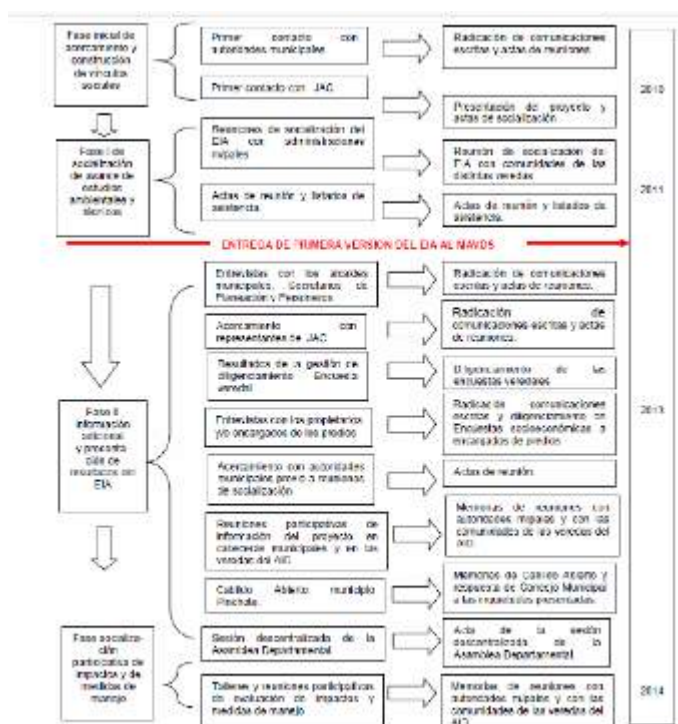 Fase inicial de
acercamiento y
construcción
de vínculos
sociales
Primer contacto con
autoridades municipales
Radicación de comunicaciones
escritas y actas de reuniones
Primer contacto con JAC
Presentación del proyecto y
actas de socialización
2010
Fase I de
socialización
de avance de
estudios
ambientales y
técnicos
Reuniones de socialización del
EIA con administraciones
mpales
Reunión de socialización del
EIA con comunidades de las
distintas veredas
Actas de reunión y listados de
asistencia.
Actas de reunión y listados de
asistencia.
2011
ENTREGA DE PRIMERA VERSION DEL EIA AL MAVDS
Entrevistas con los alcaldes
municipales, Secretarios de
Planeación y Personeros
Radicación de comunicaciones
escritas y actas de reuniones.
Acercamiento con
representantes de JAC
Radicación de
comunicaciones escritas y actas
de reuniones.
Resultados de la gestión de
diligenciamiento Encuesta
veredal
Diligenciamiento de las
encuestas veredales
Fase II
información
adicional
y presenta-
ción de
resultados del
EIA
Entrevistas con los propietarios
y/o encargados de los predios
Radicación comunicaciones
escritas y diligenciamiento de
Encuestas socioeconómicas a
encargados de predios
2013
Acercamiento con autoridades
municipales previo a reuniones
de socialización
Actas de reunión
Reuniones participativas de
información del proyecto en
cabeceras municipales y en las
veredas del AID
Memorias de reuniones con
autoridades mpales y con las
comunidades de las veredas del
AID
Cabildo Abierto municipio
Pinchote.
Memorias de Cabildo Abierto y
respuesta de Concejo Municipal
a las inquietudes presentadas.
Sesión descentralizada de la
Asamblea Departamental
Acta de la sesión
descentralizada de la
Asamblea Departamental
Fase socializa-
ción
participativa de
impactos y de
medidas de
manejo
Talleres y reuniones participativas
de evaluación de impactos y
medidas de manejo
Memorias de reuniones con
autoridades mpales y con las
comunidades de las veredas del
AID
2014